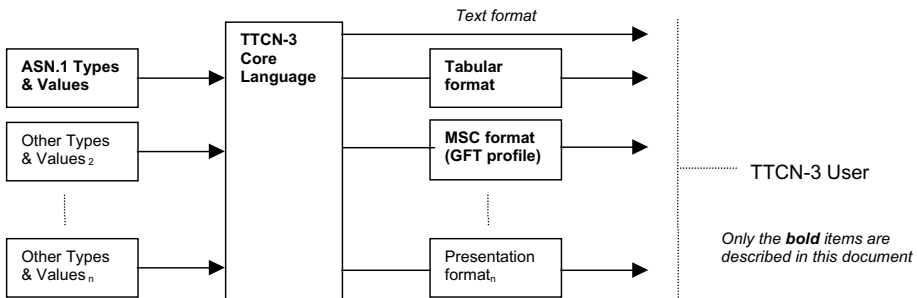 Text format
TTCN-3
Core
Language
ASN.1 Types
& Values
Tabular
format
Other Types
& Values 2
MSC format
(GFT profile)
TTCN-3 User
Other Types
& Values n
Presentation
formatn
Only the bold items are
described in this document